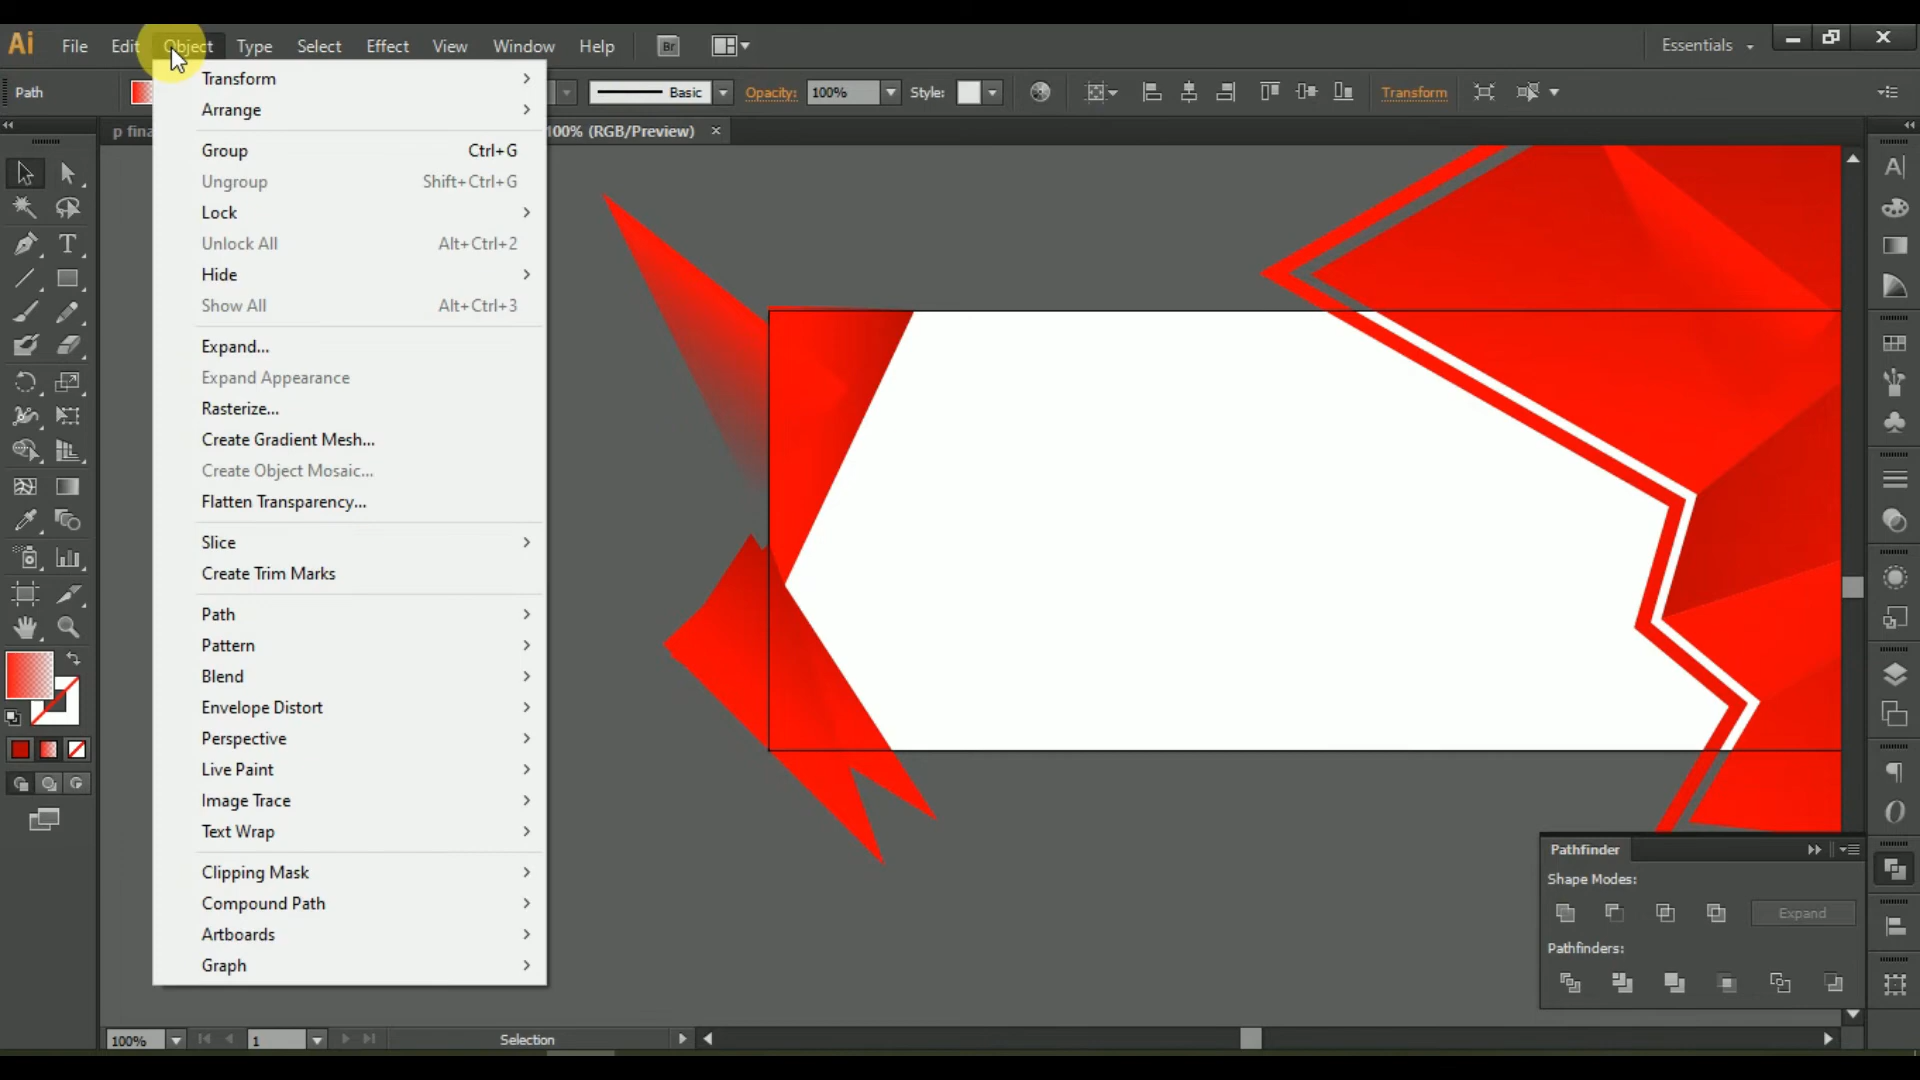 Ai File Edit Object Type Select Effect View Window Help Br Essentials
Path Basic Opacity: 100% Style: Transform
p fina 100% (RGB/Preview)
Transform
Arrange
Group Ctrl+G
Ungroup Shift+Ctrl+G
Lock
Unlock All Alt+Ctrl+2
Hide
Show All Alt+Ctrl+3
Expand...
Expand Appearance
Rasterize...
Create Gradient Mesh...
Create Object Mosaic...
Flatten Transparency...
Slice
Create Trim Marks
Path
Pattern
Blend
Envelope Distort
Perspective
Live Paint
Image Trace
Text Wrap
Clipping Mask
Compound Path
Artboards
Graph
Pathfinder
Shape Modes:
Expand
Pathfinders:
100% 1 Selection